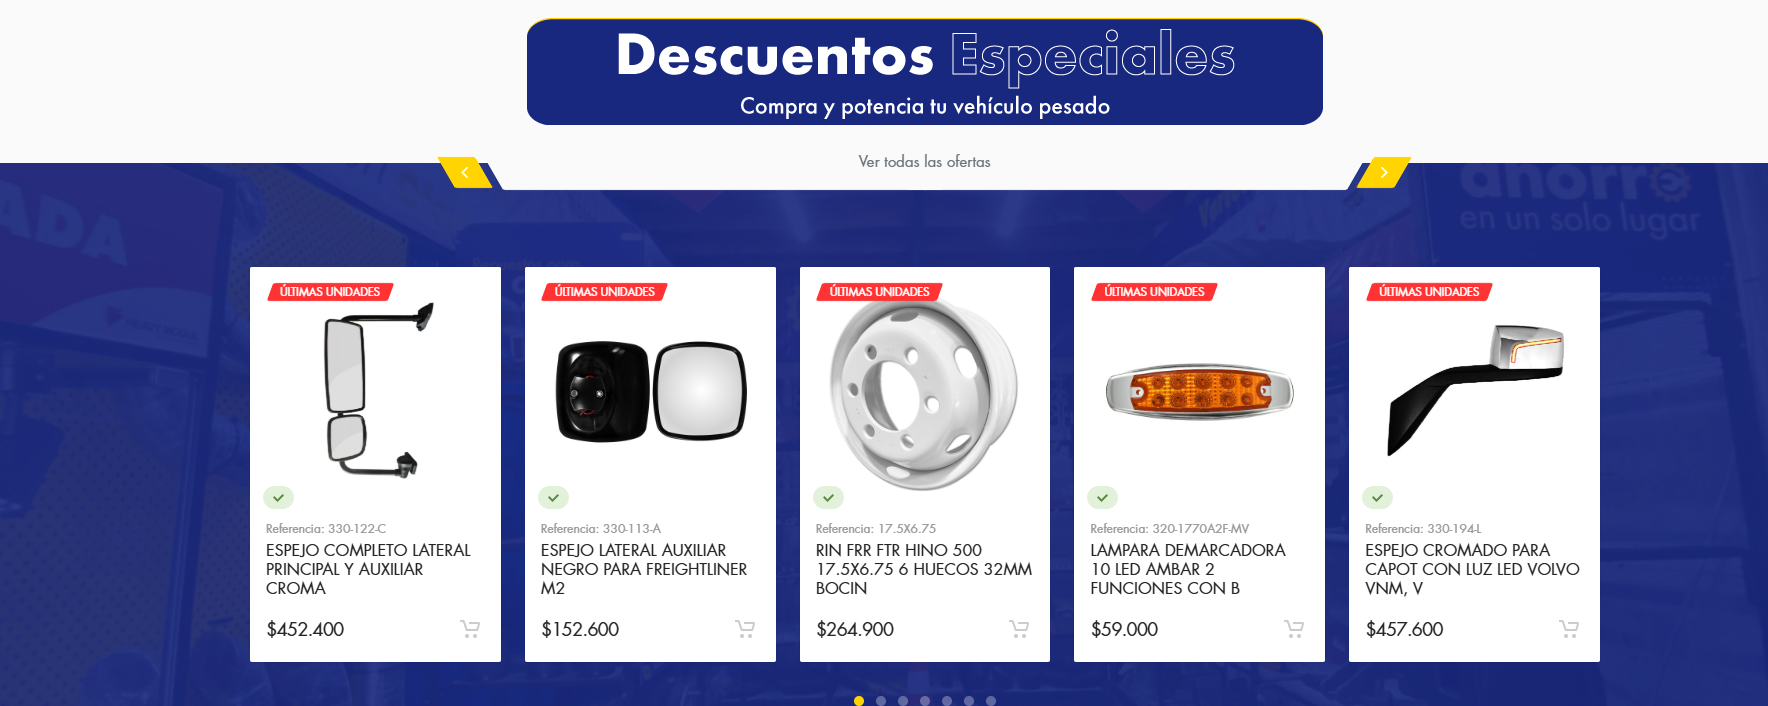 Descuentos Especiales
Compra y potencia tu vehículo pesado
Ver todas las ofertas
ahorre
en un solo lugar
ADA
ÚLTIMAS UNIDADES
Referencia: 330-122-C
ESPEJO COMPLETO LATERAL
PRINCIPAL Y AUXILIAR
CROMA
$452.400
ÚLTIMAS UNIDADES
Referencia: 330-113-A
ESPEJO LATERAL AUXILIAR
NEGRO PARA FREIGHTLINER
M2
$152.600
ÚLTIMAS UNIDADES
Referencia: 17.5X6.75
RIN FRR FTR HINO 500
17.5X6.75 6 HUECOS 32MM
BOCIN
$264.900
ÚLTIMAS UNIDADES
Referencia: 320-1770A2F-MV
LAMPARA DEMARCADORA
10 LED AMBAR 2
FUNCIONES CON B
$59.000
ÚLTIMAS UNIDADES
Referencia: 330-194-L
ESPEJO CROMADO PARA
CAPOT CON LUZ LED VOLVO
VNM, V
$457.600